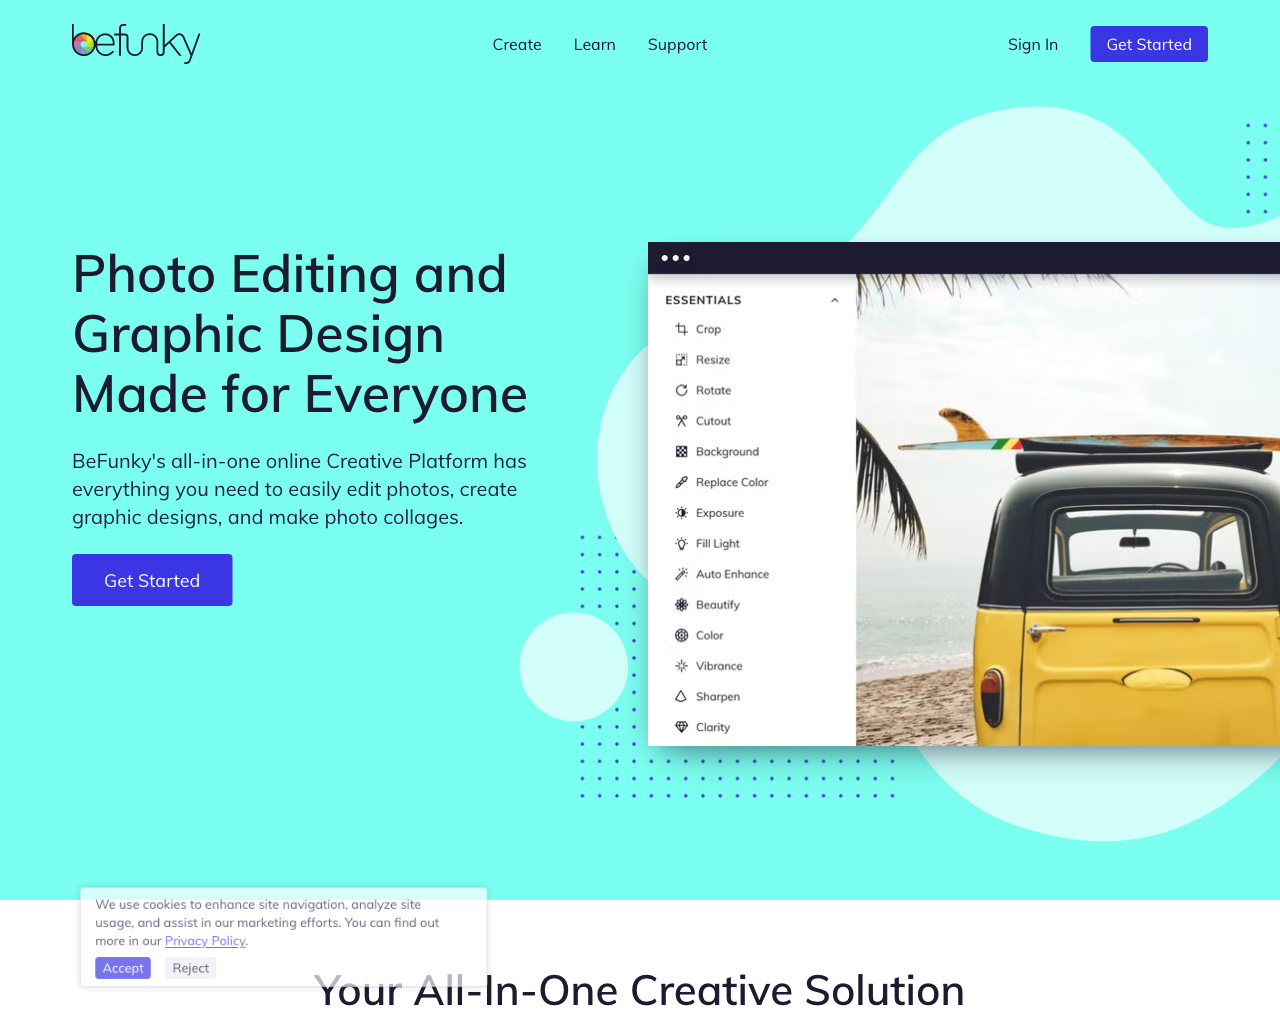 befunky
Create
Learn
Support
Sign In
Get Started
Photo Editing and
Graphic Design
Made for Everyone
BeFunky's all-in-one online Creative Platform has
everything you need to easily edit photos, create
graphic designs, and make photo collages.
Get Started
ESSENTIALS
Crop
Resize
Rotate
Cutout
Background
Replace Color
Exposure
Fill Light
Auto Enhance
Beautify
Color
Vibrance
Sharpen
Clarity
We use cookies to enhance site navigation, analyze site
usage, and assist in our marketing efforts. You can find out
more in our Privacy Policy.
Accept
Reject
Your All-In-One Creative Solution